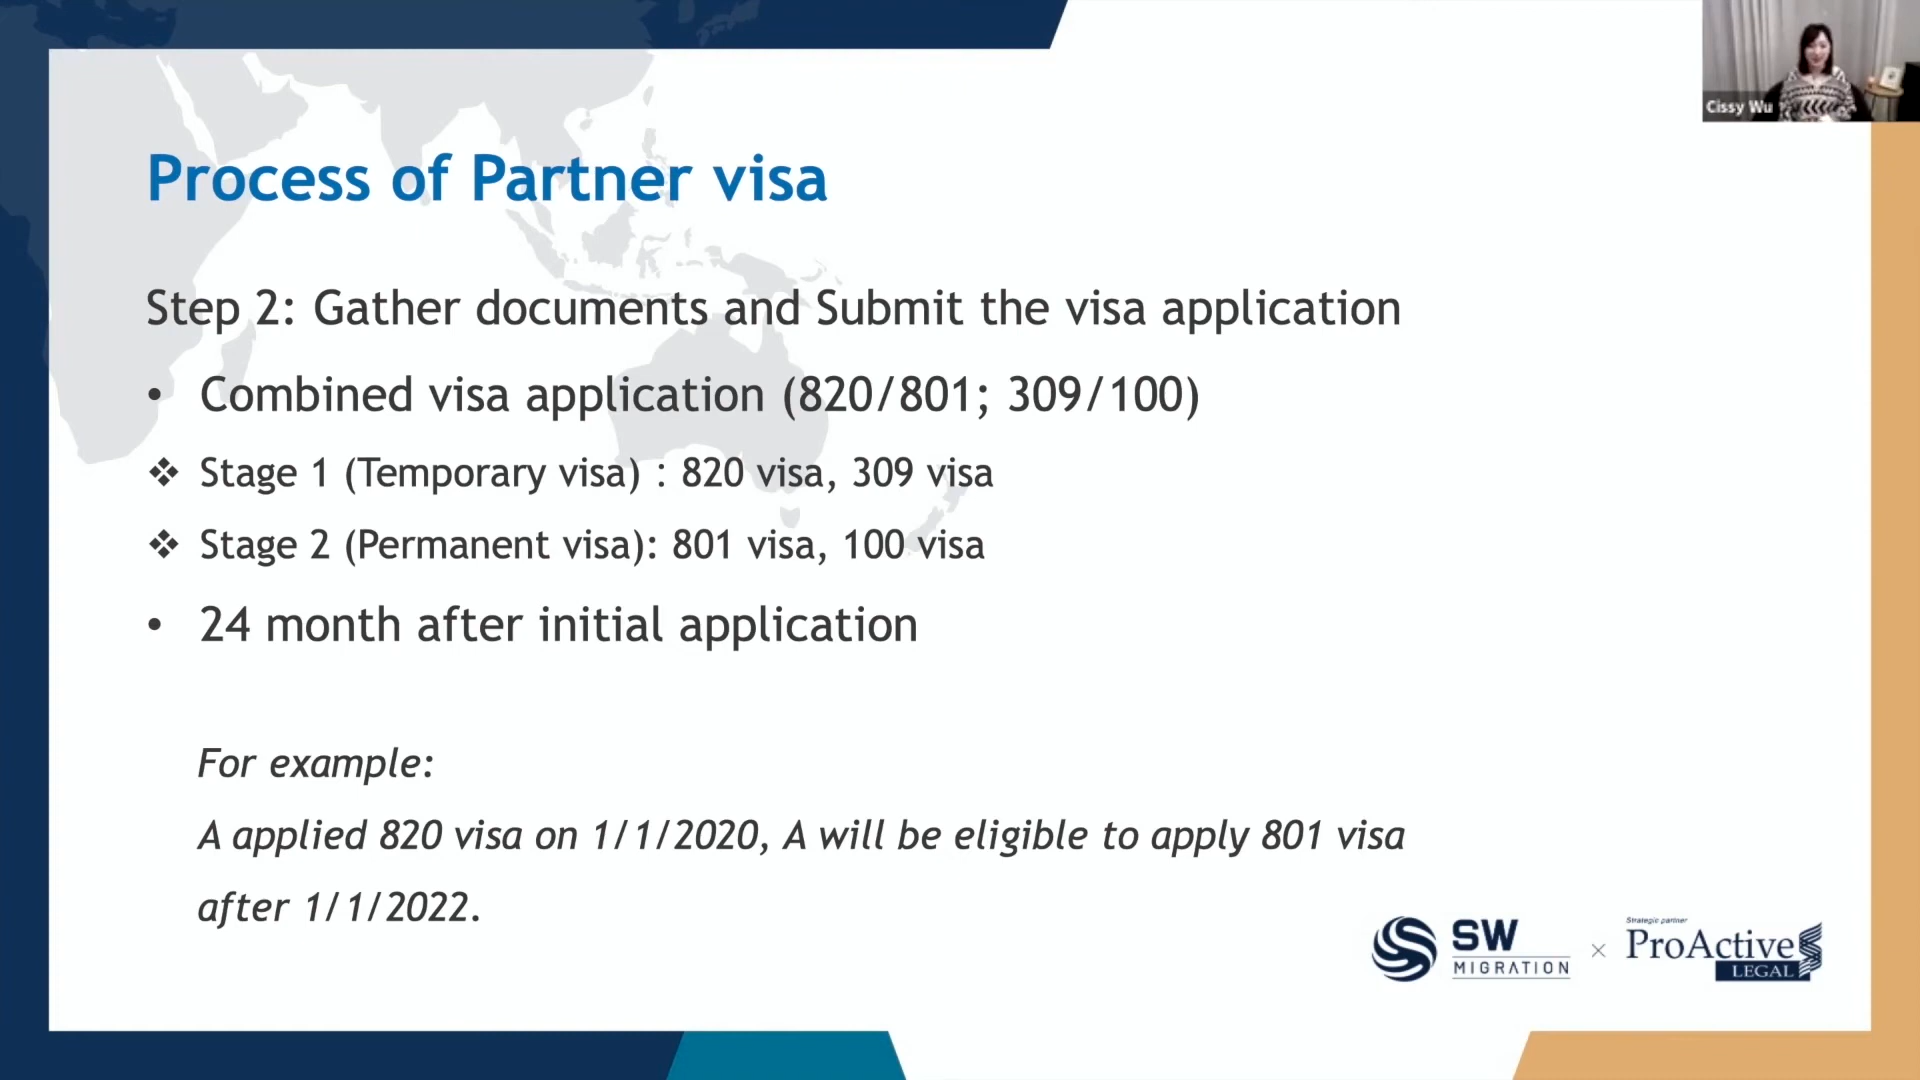 Cissy Wu
Process of Partner visa
Step 2: Gather documents and Submit the visa application
• Combined visa application (820/801; 309/100)
❖ Stage 1 (Temporary visa) : 820 visa, 309 visa
❖ Stage 2 (Permanent visa): 801 visa, 100 visa
• 24 month after initial application
For example:
A applied 820 visa on 1/1/2020, A will be eligible to apply 801 visa
after 1/1/2022.
SW
MIGRATION
×
Strategic partner
ProActive
LEGAL